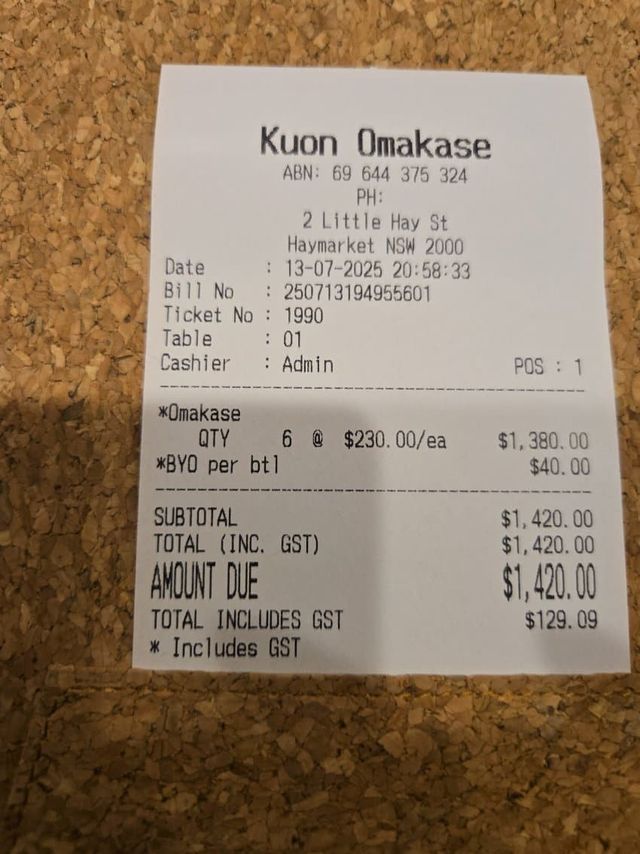 Kuon Omakase
ABN: 69 644 375 324
PH:
2 Little Hay St
Haymarket NSW 2000
Date : 13-07-2025 20:58:33
Bill No : 250713194955601
Ticket No : 1990
Table : 01
Cashier : Admin POS : 1
*Omakase
QTY 6 @ $230.00/ea $1,380.00
*BYO per btl $40.00
SUBTOTAL $1,420.00
TOTAL (INC. GST) $1,420.00
AMOUNT DUE $1,420.00
TOTAL INCLUDES GST $129.09
* Includes GST